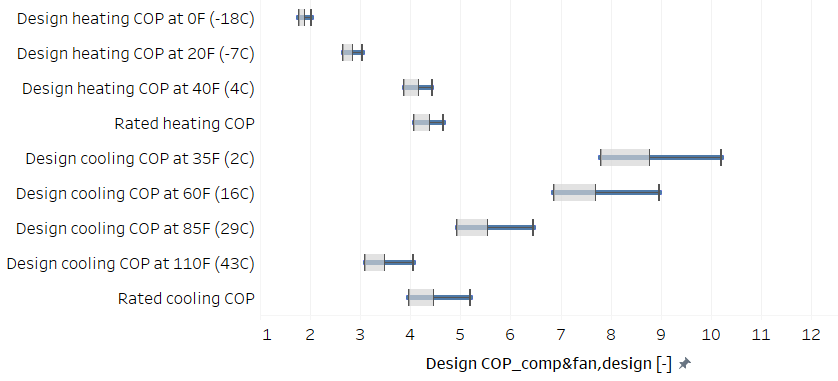 Design heating COP at 0F (-18C)
Design heating COP at 20F (-7C)
Design heating COP at 40F (4C)
Rated heating COP
Design cooling COP at 35F (2C)
Design cooling COP at 60F (16C)
Design cooling COP at 85F (29C)
Design cooling COP at 110F (43C)
Rated cooling COP
1 2 3 4 5 6 7 8 9 10 11 12
Design COP_comp&fan,design [-]